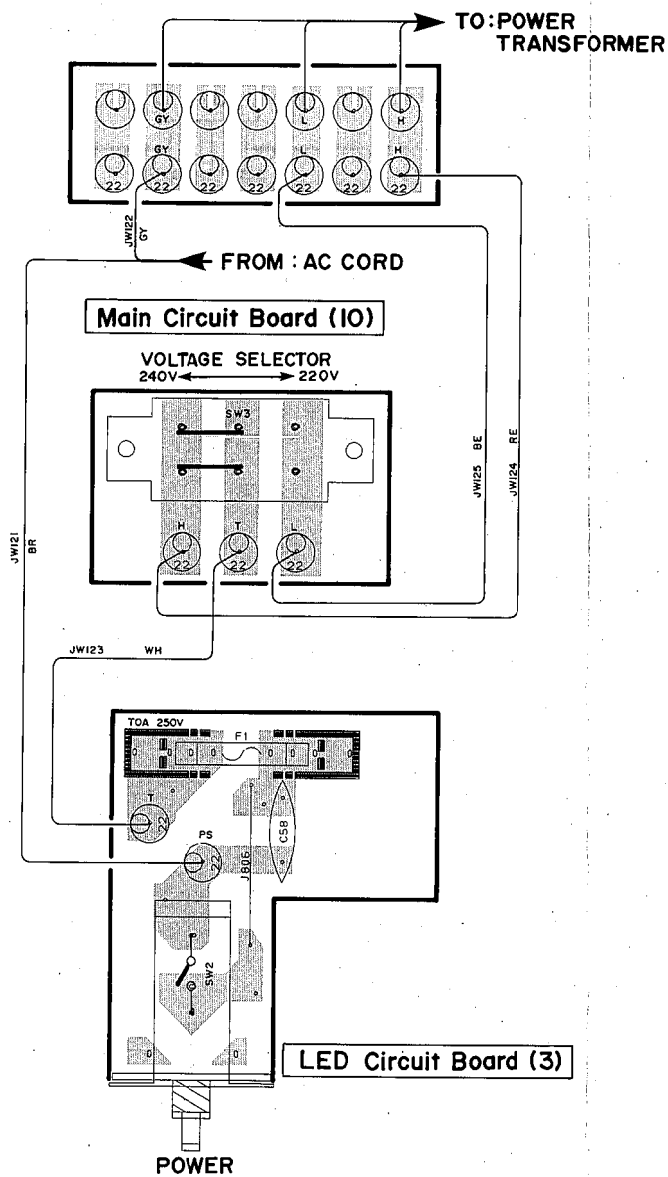 TO:POWER
TRANSFORMER
GY L H
GY L H
22 22 22 22 22 22 22
JW122
GY
FROM : AC CORD
Main Circuit Board (10)
VOLTAGE SELECTOR
240V 220V
SW3
JW125 BE
JW124 RE
H T L
22 22 22
JW121
BR
JW123 WH
TOA 250V
F1
T
22
PS
22
J806
C58
SW2
LED Circuit Board (3)
POWER